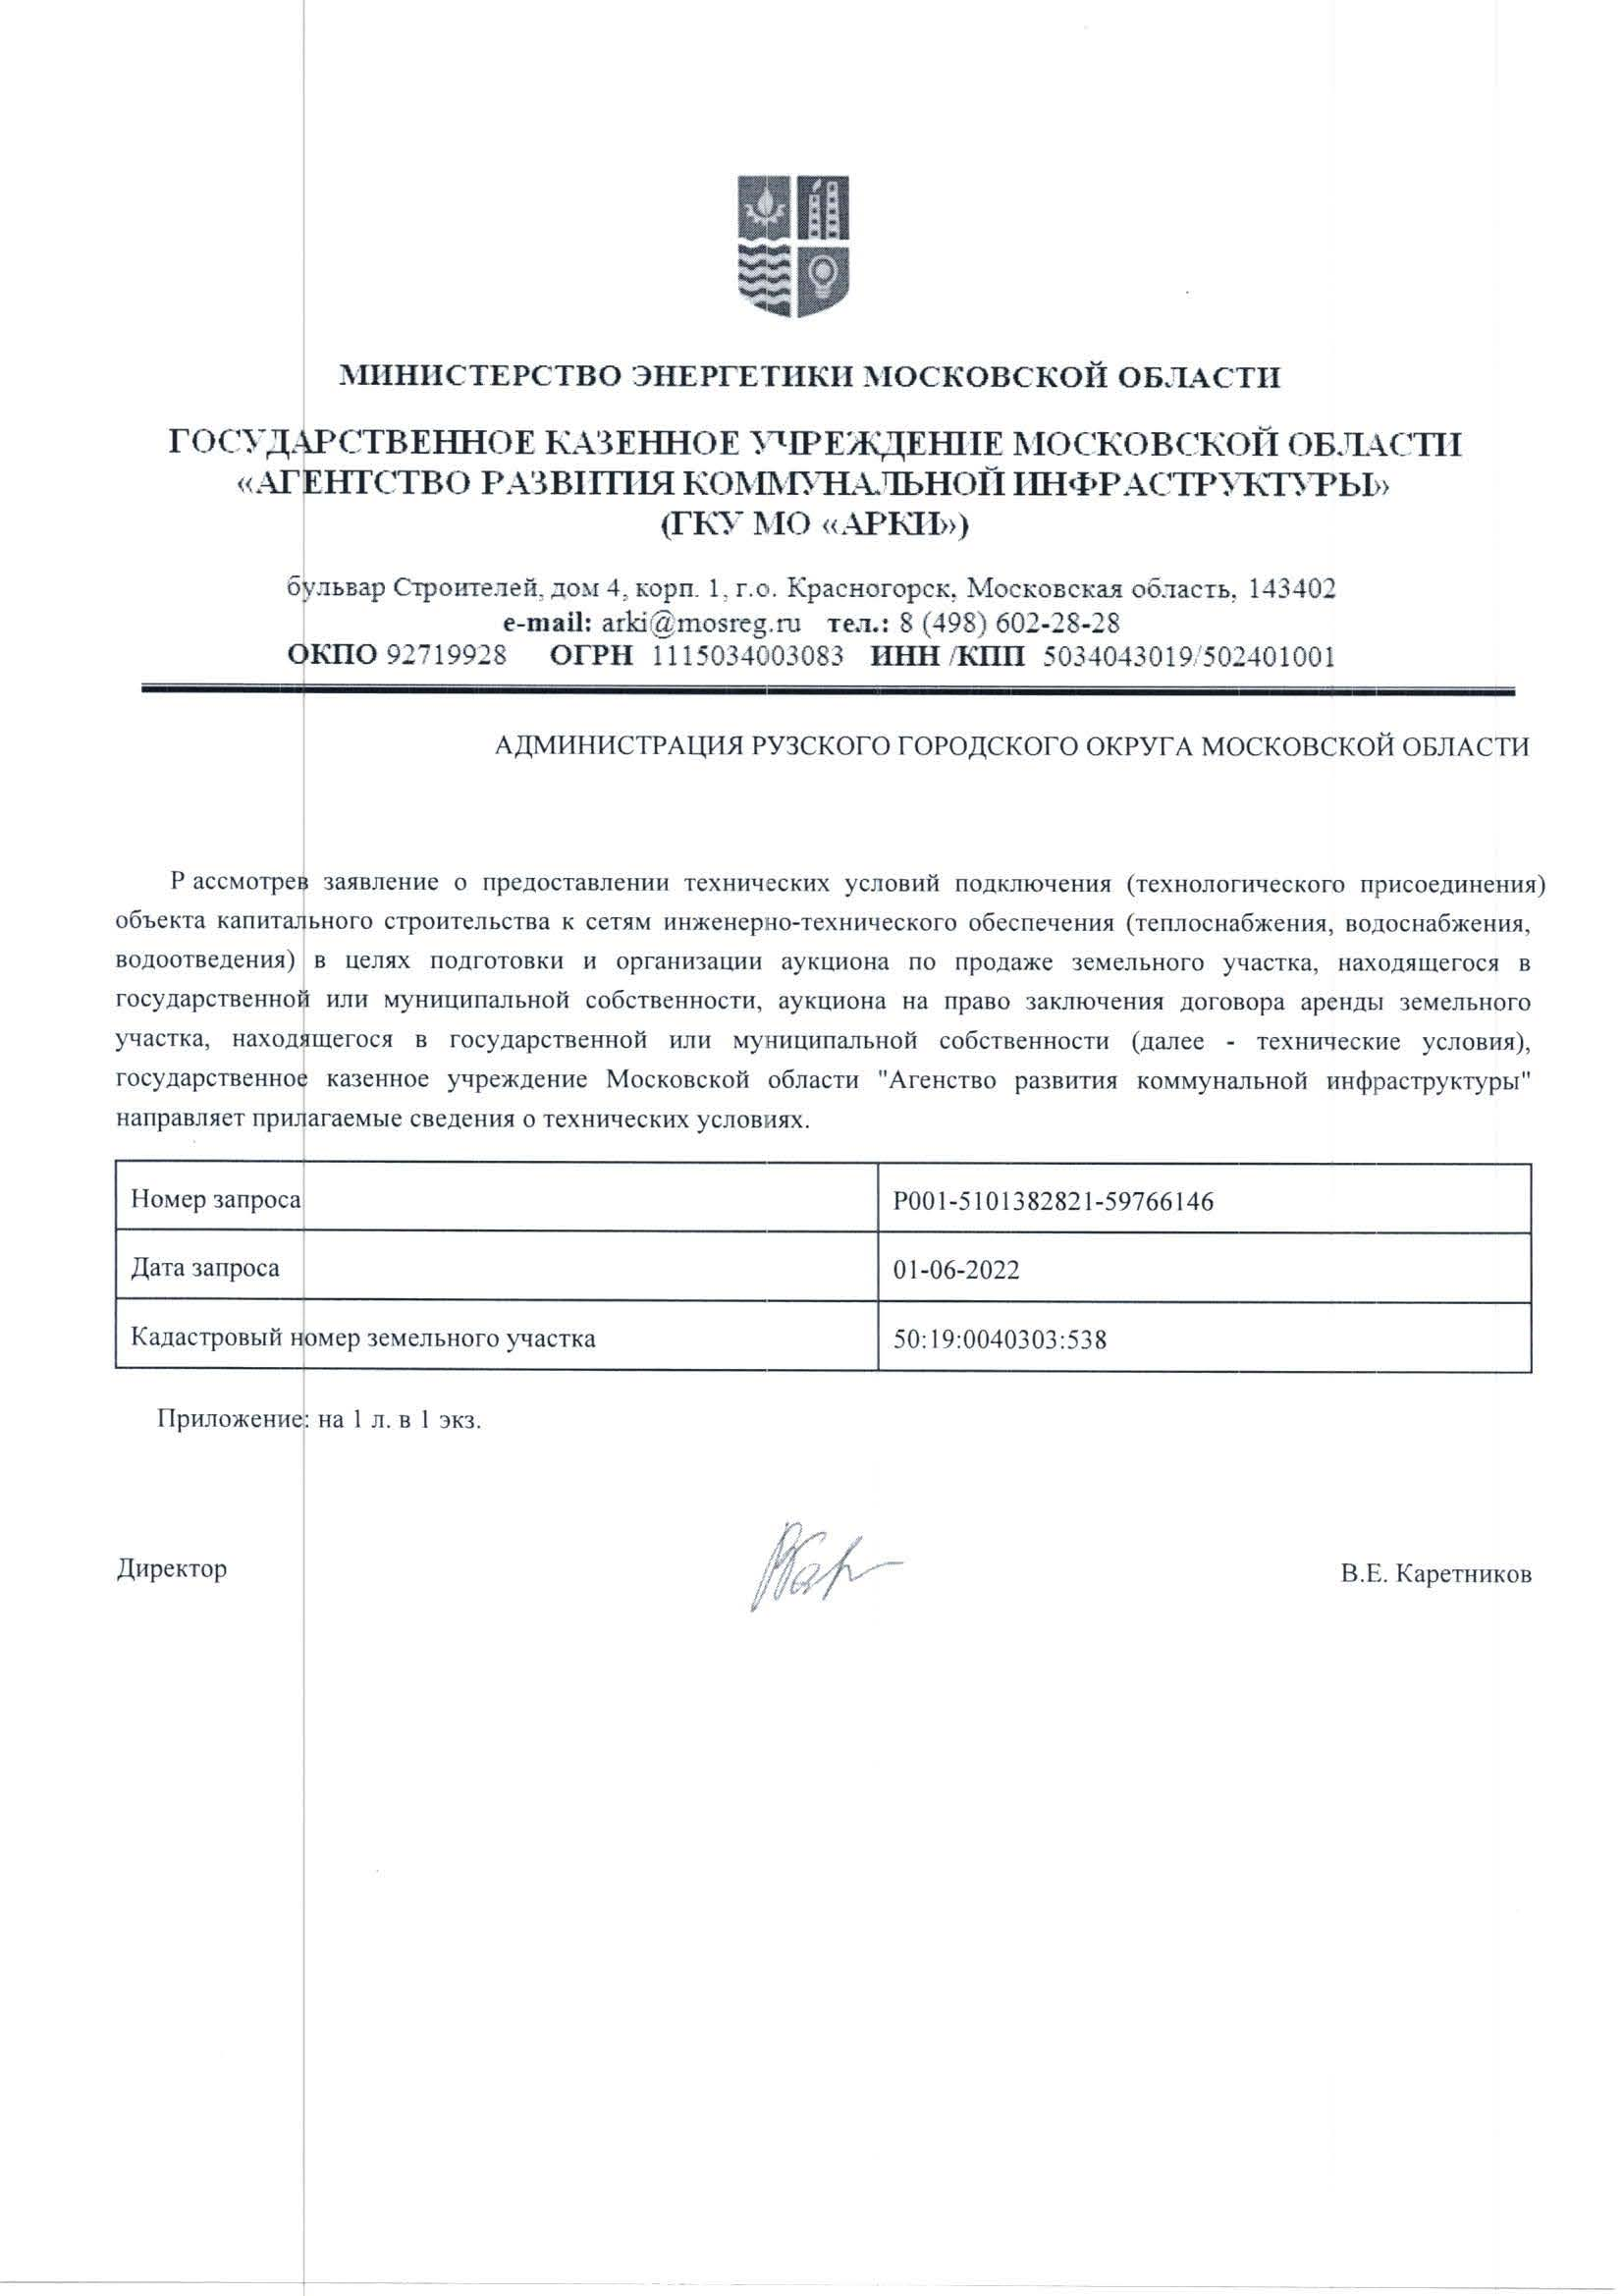 МИНИСТЕРСТВО ЭНЕРГЕТИКИ МОСКОВСКОЙ ОБЛАСТИ
ГОСУДАРСТВЕННОЕ КАЗЕННОЕ УЧРЕЖДЕНИЕ МОСКОВСКОЙ ОБЛАСТИ
«АГЕНТСТВО РАЗВИТИЯ КОММУНАЛЬНОЙ ИНФРАСТРУКТУРЫ»
(ГКУ МО «АРКИ»)
бульвар Строителей, дом 4, корп. 1, г.о. Красногорск, Московская область, 143402
e-mail: arki@mosreg.ru тел.: 8 (498) 602-28-28
ОКПО 92719928 ОГРН 1115034003083 ИНН /КПП 5034043019/502401001
АДМИНИСТРАЦИЯ РУЗСКОГО ГОРОДСКОГО ОКРУГА МОСКОВСКОЙ ОБЛАСТИ
Р ассмотрев заявление о предоставлении технических условий подключения (технологического присоединения)
объекта капитального строительства к сетям инженерно-технического обеспечения (теплоснабжения, водоснабжения,
водоотведения) в целях подготовки и организации аукциона по продаже земельного участка, находящегося в
государственной или муниципальной собственности, аукциона на право заключения договора аренды земельного
участка, находящегося в государственной или муниципальной собственности (далее - технические условия),
государственное казенное учреждение Московской области "Агенство развития коммунальной инфраструктуры"
направляет прилагаемые сведения о технических условиях.
Номер запроса P001-5101382821-59766146
Дата запроса 01-06-2022
Кадастровый номер земельного участка 50:19:0040303:538
Приложение: на 1 л. в 1 экз.
Директор В.Е. Каретников